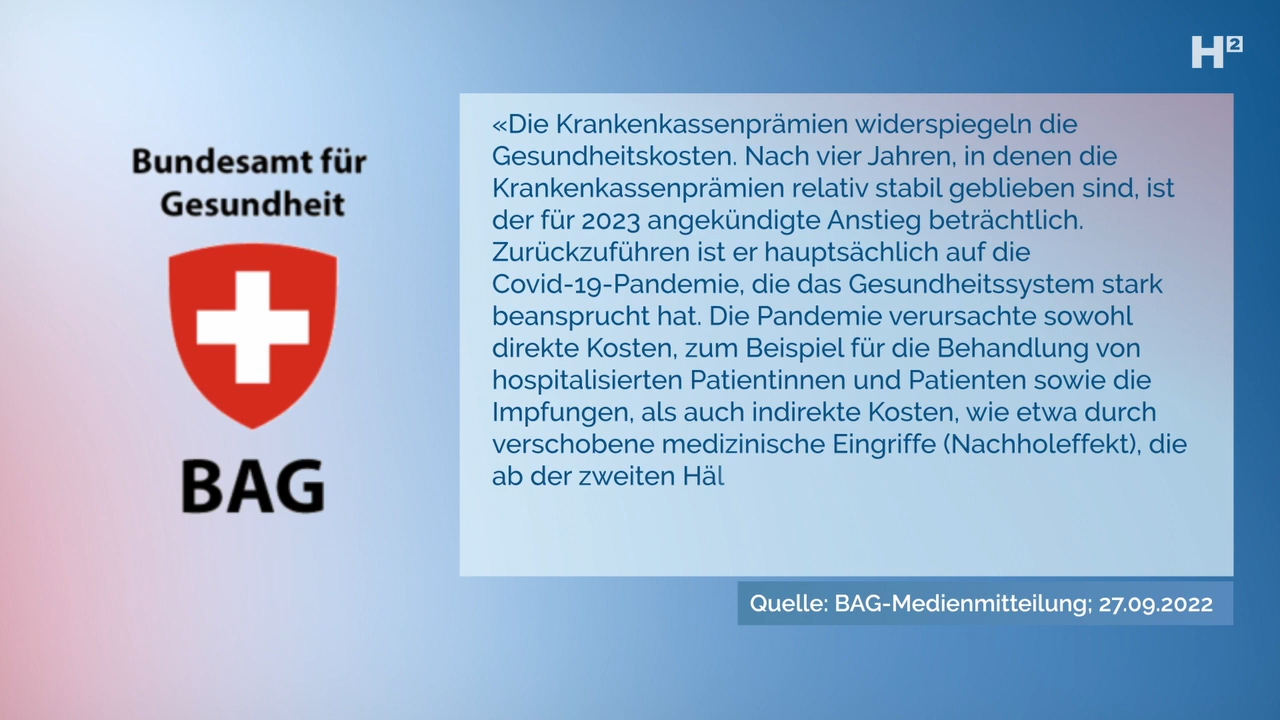 H2
Bundesamt für
Gesundheit
BAG
«Die Krankenkassenprämien widerspiegeln die
Gesundheitskosten. Nach vier Jahren, in denen die
Krankenkassenprämien relativ stabil geblieben sind, ist
der für 2023 angekündigte Anstieg beträchtlich.
Zurückzuführen ist er hauptsächlich auf die
Covid-19-Pandemie, die das Gesundheitssystem stark
beansprucht hat. Die Pandemie verursachte sowohl
direkte Kosten, zum Beispiel für die Behandlung von
hospitalisierten Patientinnen und Patienten sowie die
Impfungen, als auch indirekte Kosten, wie etwa durch
verschobene medizinische Eingriffe (Nachholeffekt), die
ab der zweiten Häl
Quelle: BAG-Medienmitteilung; 27.09.2022